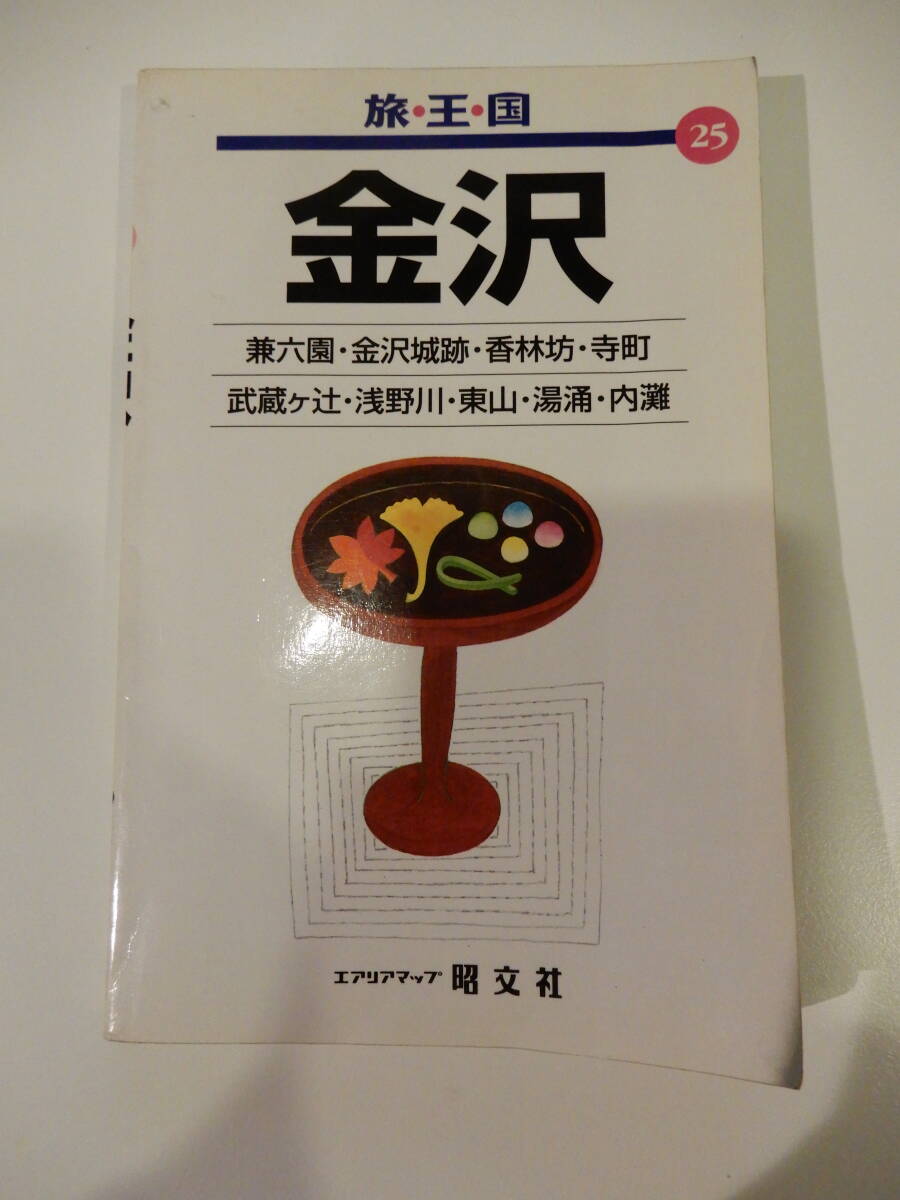 旅・王・国
25
金沢
兼六園・金沢城跡・香林坊・寺町
武蔵ヶ辻・浅野川・東山・湯涌・内灘
エアリアマップ 昭文社